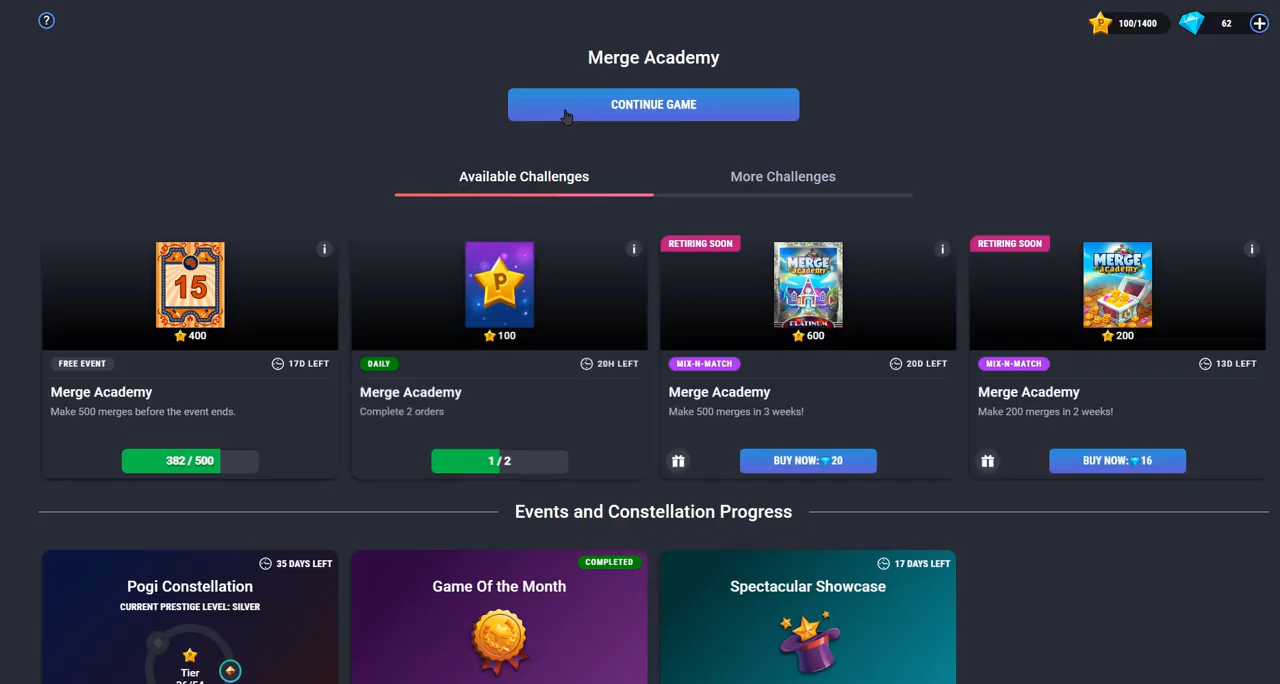 ?
P 100/1400 62 +
Merge Academy
CONTINUE GAME
Available Challenges
More Challenges
15
400
FREE EVENT 17D LEFT
Merge Academy
Make 500 merges before the event ends.
382 / 500
P
100
DAILY 20H LEFT
Merge Academy
Complete 2 orders
1 / 2
RETIRING SOON
MERGE
academy
PLATINUM
600
MIX-N-MATCH 20D LEFT
Merge Academy
Make 500 merges in 3 weeks!
BUY NOW: 20
RETIRING SOON
MERGE
academy
200
MIX-N-MATCH 13D LEFT
Merge Academy
Make 200 merges in 2 weeks!
BUY NOW: 16
Events and Constellation Progress
35 DAYS LEFT
Pogi Constellation
CURRENT PRESTIGE LEVEL: SILVER
P
Tier
COMPLETED
Game Of the Month
17 DAYS LEFT
Spectacular Showcase